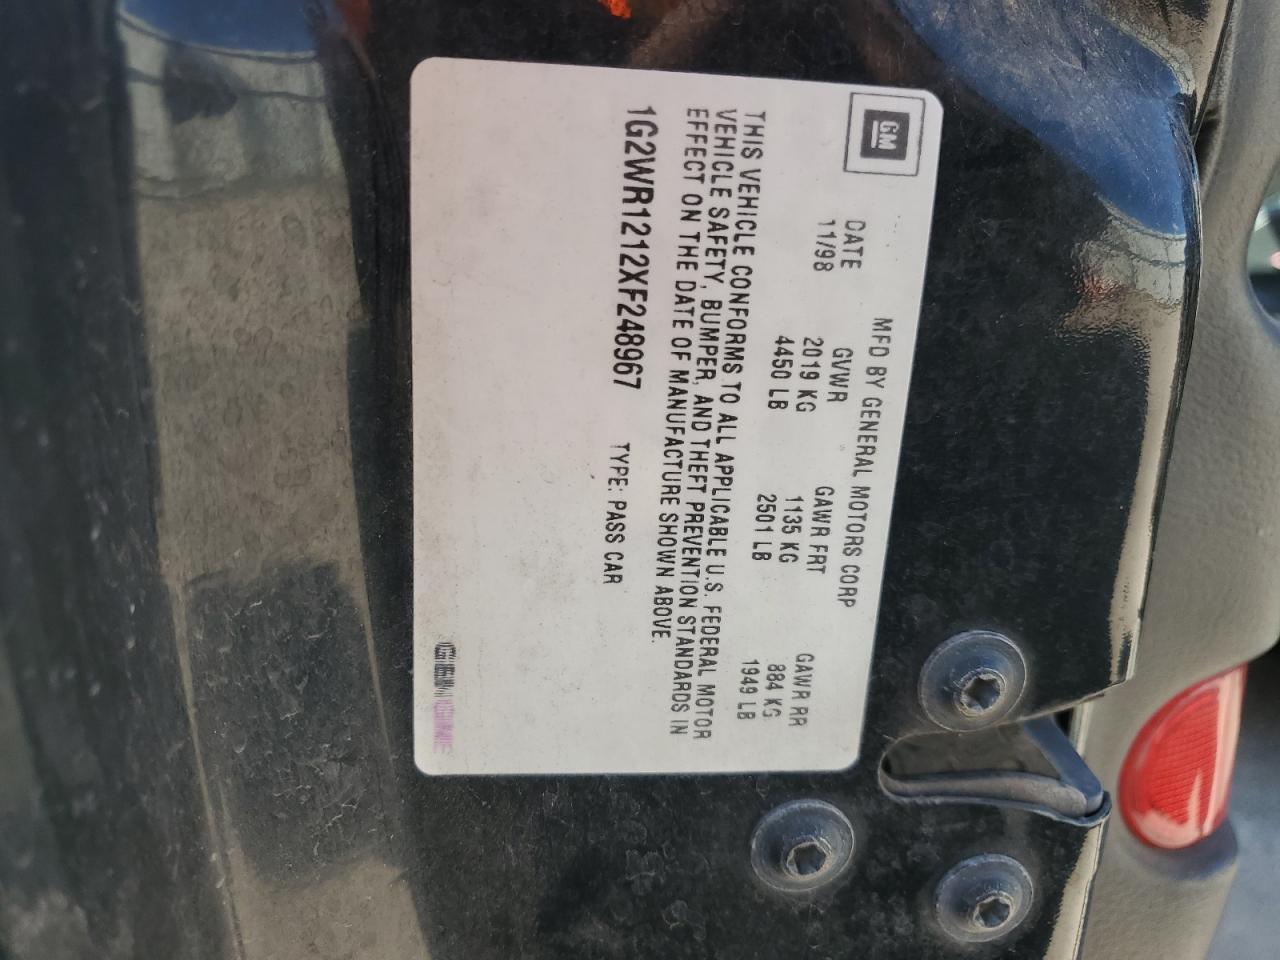 GM
MFD BY GENERAL MOTORS CORP
DATE GVWR GAWR FRT GAWR RR
11/98 2019 KG 1135 KG 884 KG
4450 LB 2501 LB 1949 LB
THIS VEHICLE CONFORMS TO ALL APPLICABLE U.S. FEDERAL MOTOR
VEHICLE SAFETY, BUMPER, AND THEFT PREVENTION STANDARDS IN
EFFECT ON THE DATE OF MANUFACTURE SHOWN ABOVE.
1G2WR1212XF248967 TYPE: PASS CAR